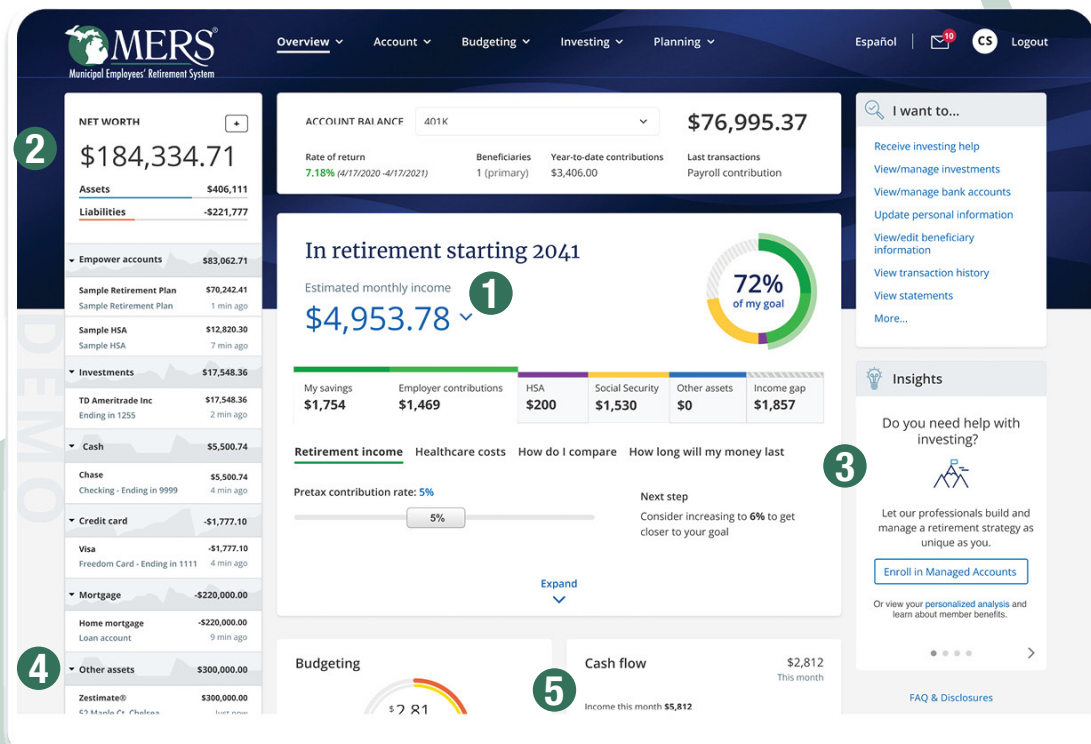 MERS®
Municipal Employees' Retirement System
Overview Account Budgeting Investing Planning
Español 10 CS Logout
2
NET WORTH +
$184,334.71
Assets $406,111
Liabilities -$221,777
Empower accounts $83,062.71
Sample Retirement Plan $70,242.41
Sample Retirement Plan 1 min ago
Sample HSA $12,820.30
Sample HSA 7 min ago
Investments $17,548.36
TD Ameritrade Inc $17,548.36
Ending in 1255 2 min ago
Cash $5,500.74
Chase $5,500.74
Checking - Ending in 9999 4 min ago
Credit card -$1,777.10
Visa -$1,777.10
Freedom Card - Ending in 1111 4 min ago
Mortgage -$220,000.00
Home mortgage -$220,000.00
Loan account 9 min ago
4
Other assets $300,000.00
Zestimate® $300,000.00
52 Maple Ct, Chelsea Just now
DEMO
ACCOUNT BALANCE 401K $76,995.37
Rate of return Beneficiaries Year-to-date contributions Last transactions
7.18% (4/17/2020 -4/17/2021) 1 (primary) $3,406.00 Payroll contribution
In retirement starting 2041
Estimated monthly income
1
$4,953.78
72%
of my goal
My savings Employer contributions HSA Social Security Other assets Income gap
$1,754 $1,469 $200 $1,530 $0 $1,857
Retirement income Healthcare costs How do I compare How long will my money last
Pretax contribution rate: 5%
5%
Next step
Consider increasing to 6% to get
closer to your goal
Expand
Budgeting
$2,81
5
Cash flow $2,812
This month
Income this month $5,812
I want to...
Receive investing help
View/manage investments
View/manage bank accounts
Update personal information
View/edit beneficiary
information
View transaction history
View statements
More...
3
Insights
Do you need help with
investing?
Let our professionals build and
manage a retirement strategy as
unique as you.
Enroll in Managed Accounts
Or view your personalized analysis and
learn about member benefits.
FAQ & Disclosures